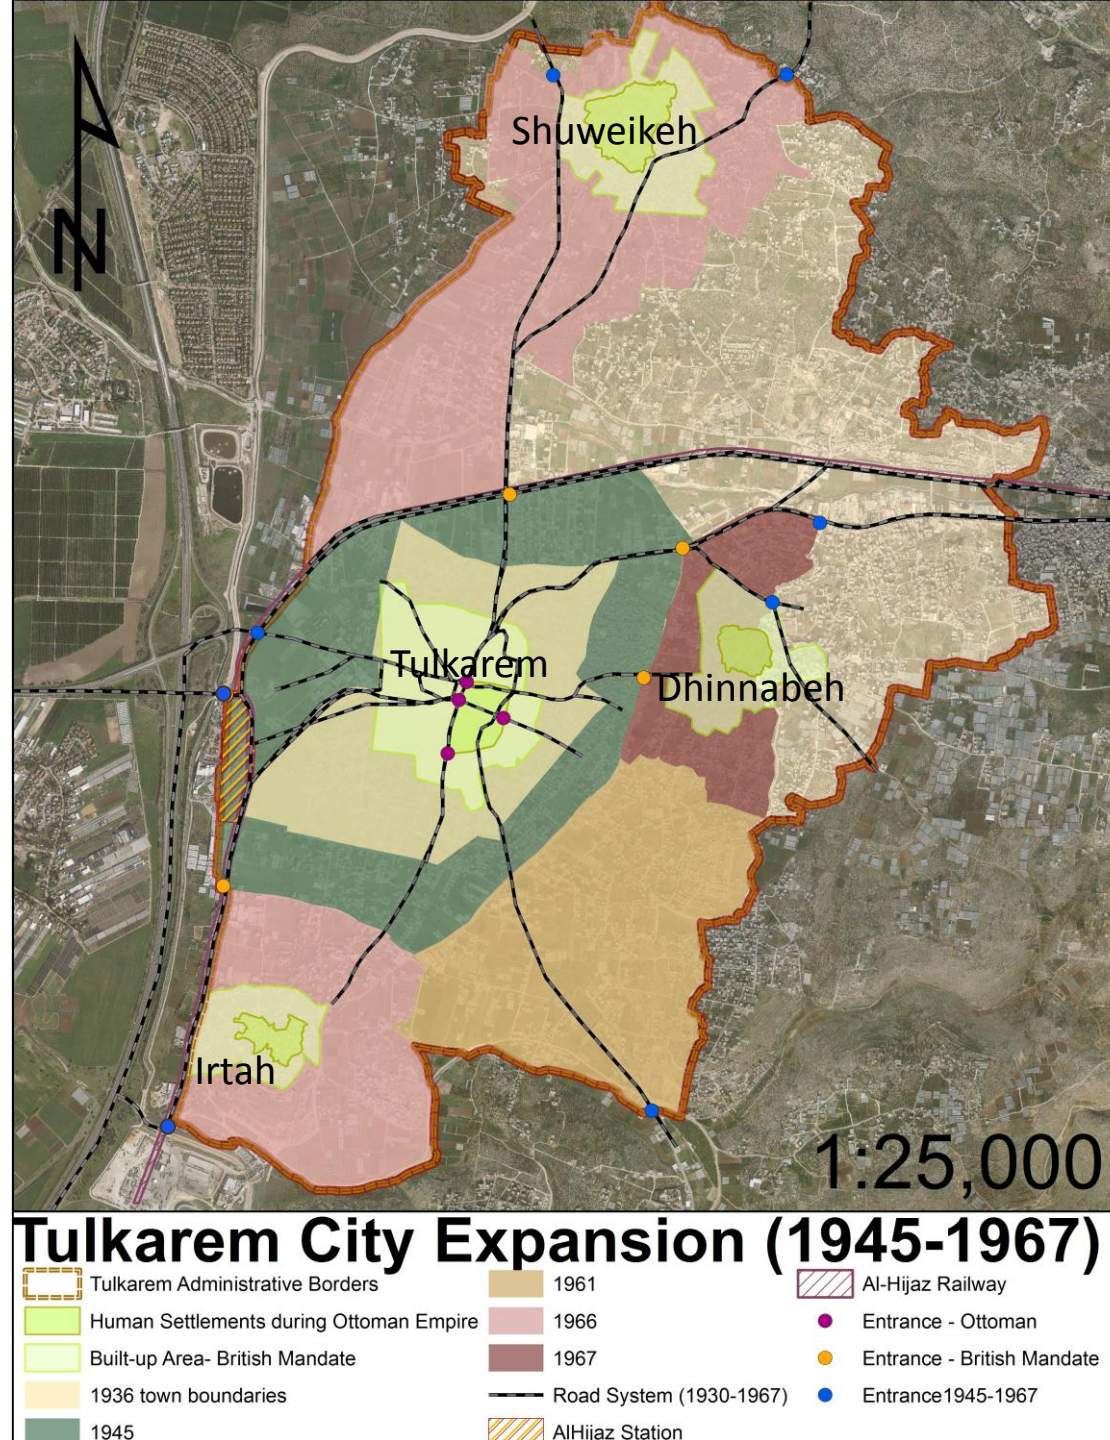 Shuweikeh
N
Tulkarem
Dhinnabeh
Irtah
1:25,000
Tulkarem City Expansion (1945-1967)
Tulkarem Administrative Borders
Human Settlements during Ottoman Empire
Built-up Area- British Mandate
1936 town boundaries
1945
1961
1966
1967
Road System (1930-1967)
AlHijaz Station
Al-Hijaz Railway
Entrance - Ottoman
Entrance - British Mandate
Entrance1945-1967